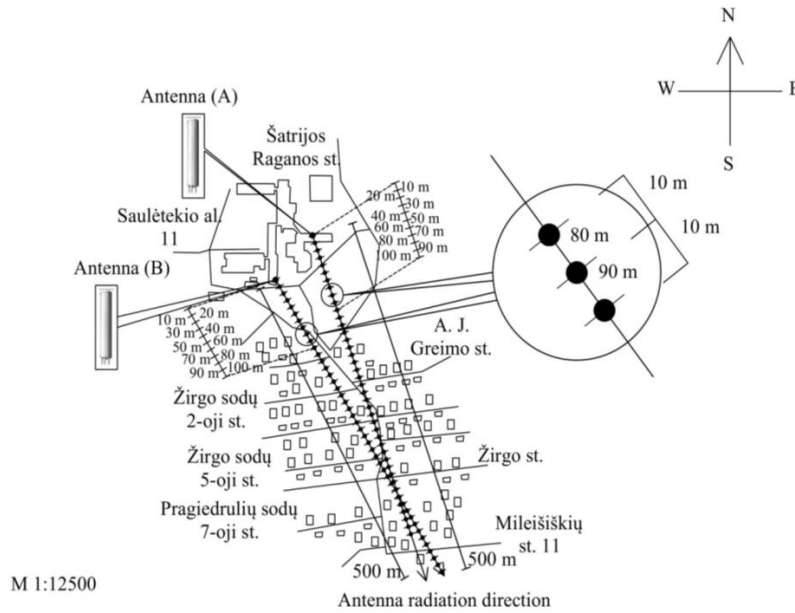 N
W
E
S
Antenna (A)
Šatrijos
Raganos st.
Saulėtekio al.
11
Antenna (B)
10 m
20 m
30 m
40 m
50 m
60 m
70 m
80 m
90 m
100 m
10 m
20 m
30 m
40 m
50 m
60 m
70 m
80 m
90 m
100 m
10 m
10 m
80 m
90 m
A. J.
Greimo st.
Žirgo sodų
2-oji st.
Žirgo sodų
5-oji st.
Žirgo st.
Pragiedrulių sodų
7-oji st.
Mileišiškių
st. 11
500 m
500 m
M 1:12500
Antenna radiation direction